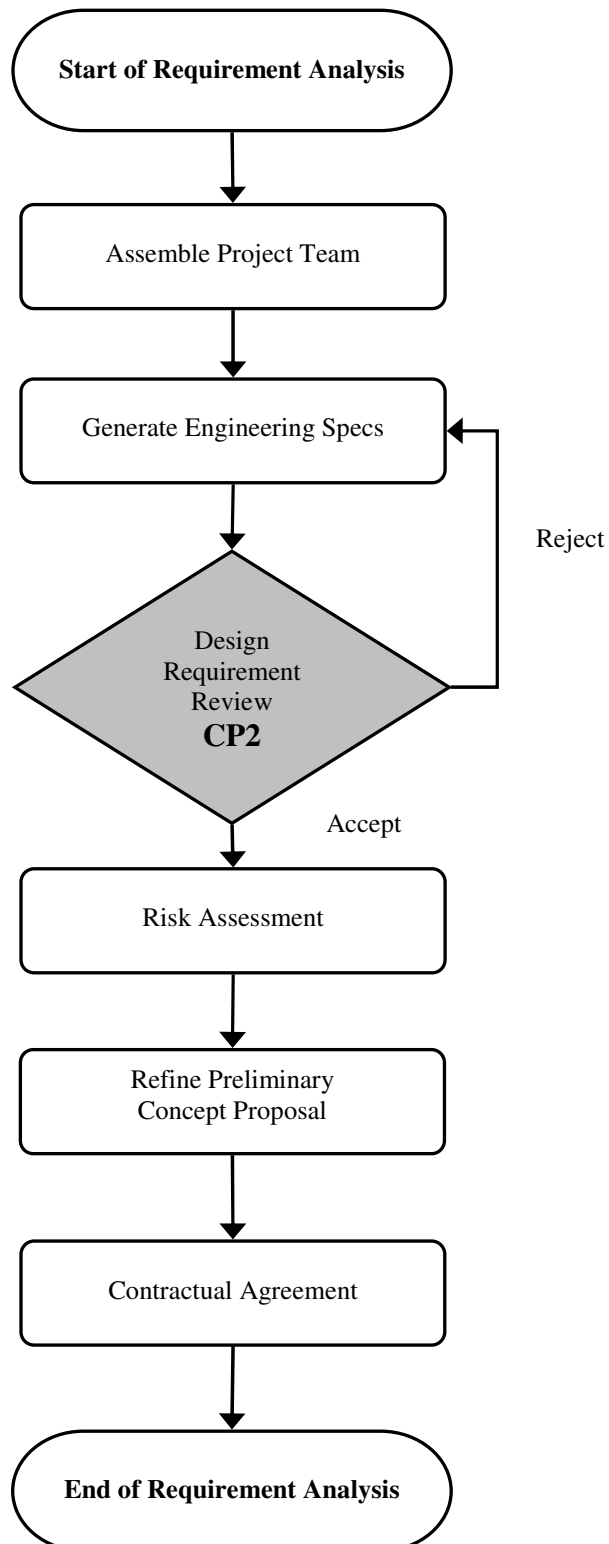 Start of Requirement Analysis
Assemble Project Team
Generate Engineering Specs
Reject
Design
Requirement
Review
CP2
Accept
Risk Assessment
Refine Preliminary
Concept Proposal
Contractual Agreement
End of Requirement Analysis